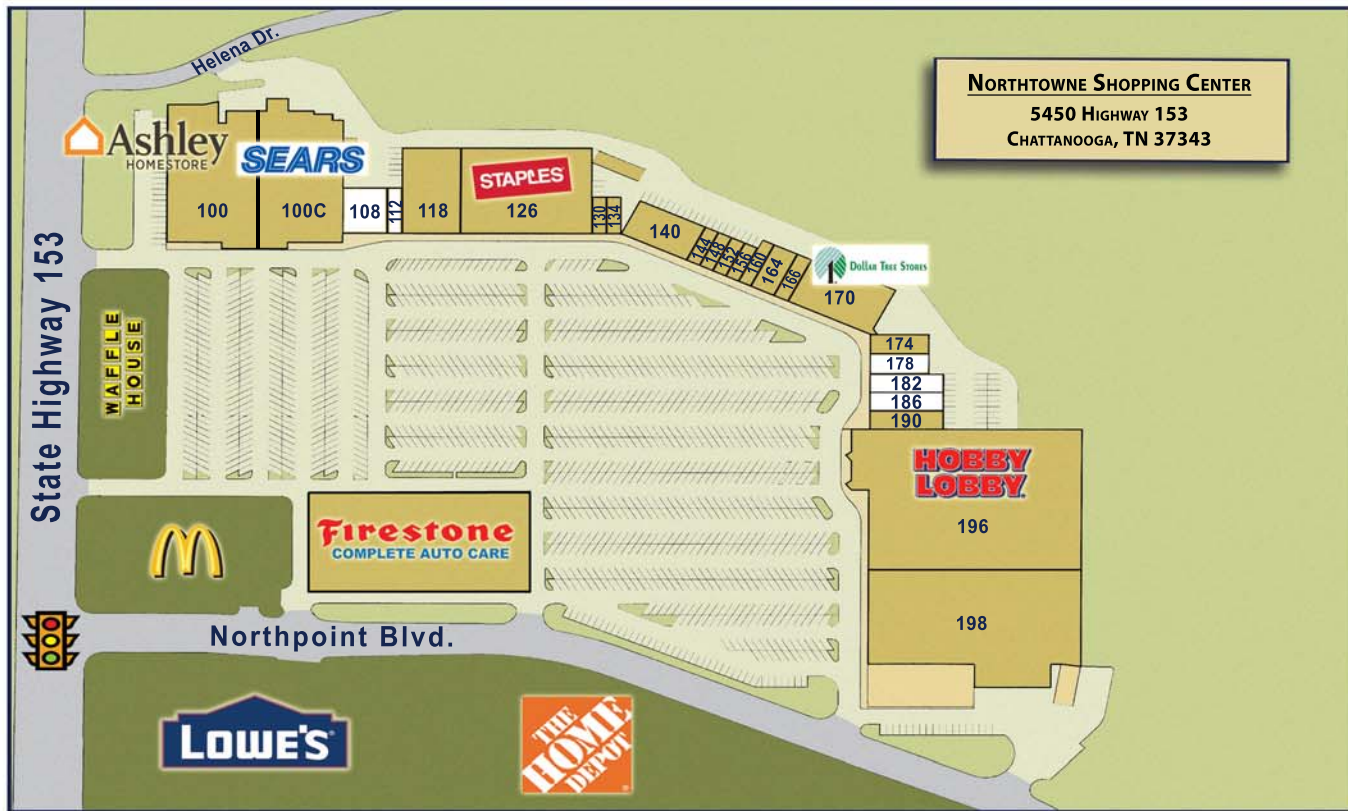 Helena Dr.
NORTHTOWNE SHOPPING CENTER
5450 HIGHWAY 153
CHATTANOOGA, TN 37343
Ashley
HOMESTORE
SEARS
STAPLES
100
100C
108
112
118
126
130
134
140
144
148
152
156
160
164
166
DOLLAR TREE STORES
170
174
178
182
186
190
HOBBY
LOBBY
196
198
State Highway 153
WAFFLE
HOUSE
Firestone
COMPLETE AUTO CARE
Northpoint Blvd.
LOWE'S
THE
HOME
DEPOT